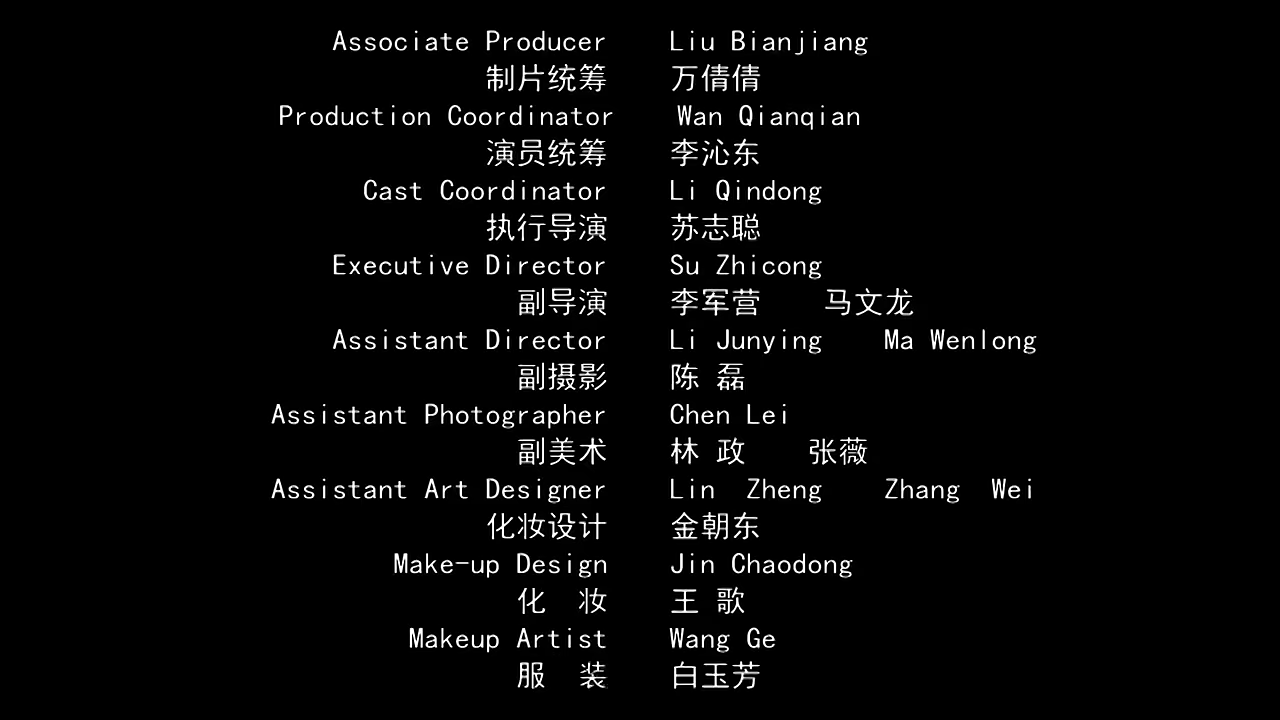 Associate Producer Liu Bianjiang
制片统筹 万倩倩
Production Coordinator Wan Qianqian
演员统筹 李沁东
Cast Coordinator Li Qindong
执行导演 苏志聪
Executive Director Su Zhicong
副导演 李军营 马文龙
Assistant Director Li Junying Ma Wenlong
副摄影 陈 磊
Assistant Photographer Chen Lei
副美术 林 政 张薇
Assistant Art Designer Lin Zheng Zhang Wei
化妆设计 金朝东
Make-up Design Jin Chaodong
化 妆 王 歌
Makeup Artist Wang Ge
服 装 白玉芳